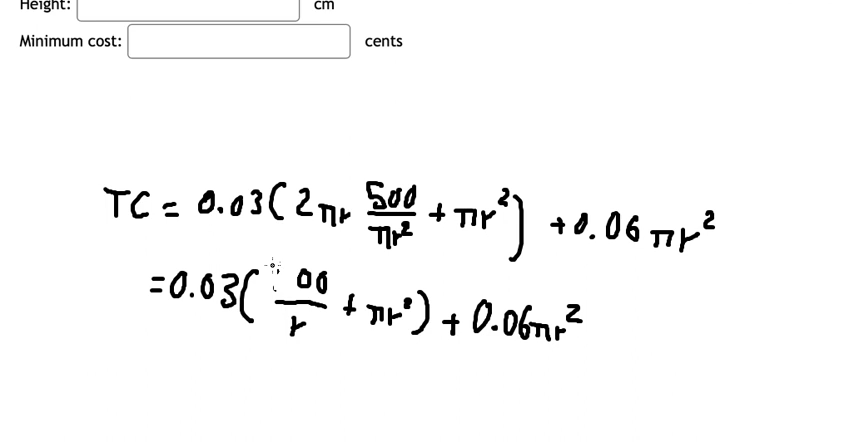 Height: cm
Minimum cost: cents
TC = 0.03(2πr 500/πr² + πr²) + 0.06πr²
=0.03( 00/r + πr²) + 0.06πr²